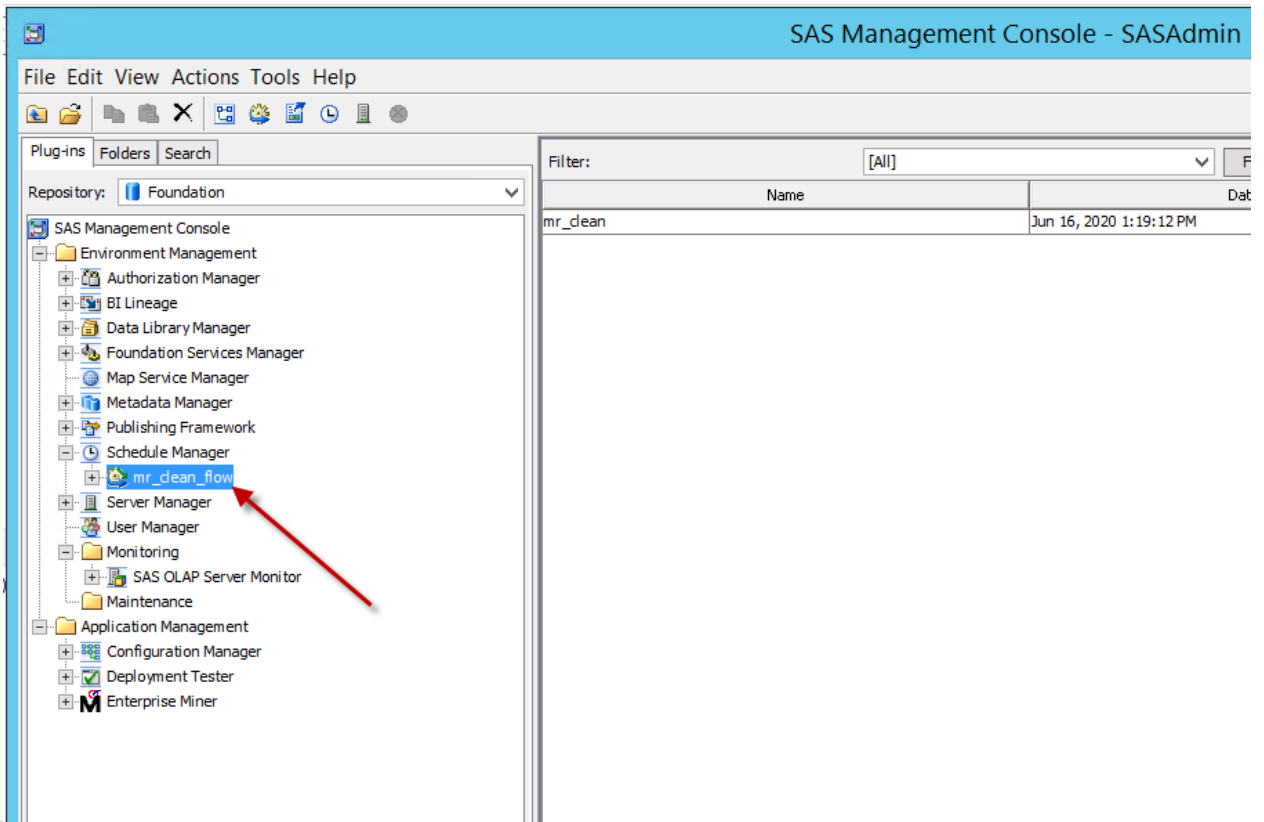 SAS Management Console - SASAdmin
File Edit View Actions Tools Help
Plug-ins Folders Search
Repository: Foundation
SAS Management Console
Environment Management
Authorization Manager
BI Lineage
Data Library Manager
Foundation Services Manager
Map Service Manager
Metadata Manager
Publishing Framework
Schedule Manager
mr_clean_flow
Server Manager
User Manager
Monitoring
SAS OLAP Server Monitor
Maintenance
Application Management
Configuration Manager
Deployment Tester
Enterprise Miner
Filter: [All] F
Name Dat
mr_clean Jun 16, 2020 1:19:12 PM